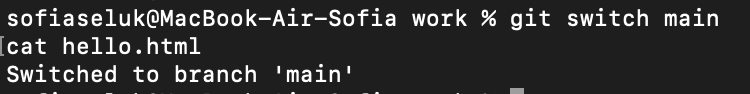 sofiaseluk@MacBook-Air-Sofia work % git switch main
cat hello.html
Switched to branch 'main'